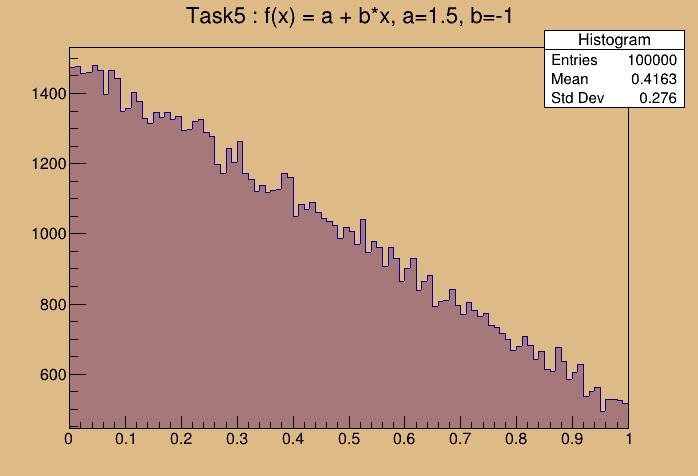 Task5 : f(x) = a + b*x, a=1.5, b=-1
Histogram
Entries 100000
Mean 0.4163
Std Dev 0.276
1400
1200
1000
800
600
0 0.1 0.2 0.3 0.4 0.5 0.6 0.7 0.8 0.9 1